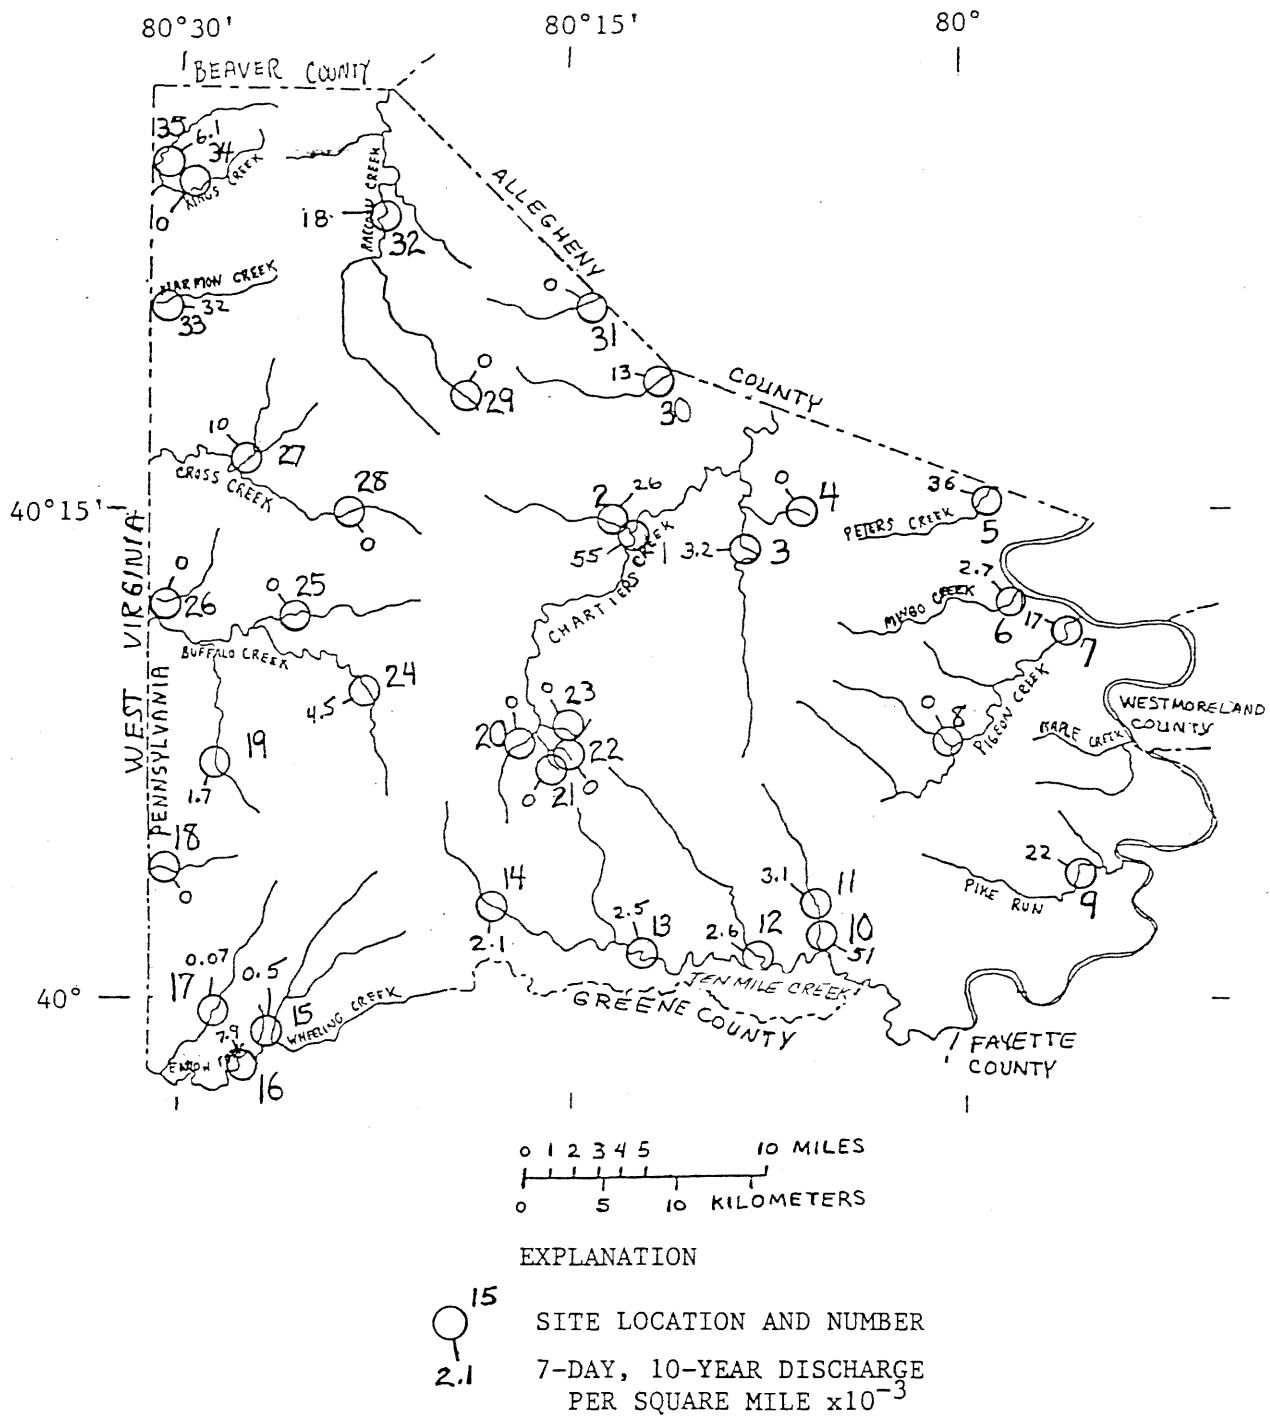 80°30' 80°15' 80°
BEAVER COUNTY
35
6.1
34
KINGS CREEK
0
ALLEGHENY
RACCOON CREEK
18
32
HARMON CREEK
32
33
0
31
0
29
13
30
COUNTY
10
27
CROSS CREEK
28
0
40°15'
2
26
55
1
CHARTIERS CREEK
0
4
3.2
3
36
5
PETERS CREEK
2.7
MINGO CREEK
6
17
7
0
26
0
25
BUFFALO CREEK
24
4.5
WEST VIRGINIA
PENNSYLVANIA
19
1.7
0
20
0
23
22
0
21
0
0
8
PIGEON CREEK
MAPLE CREEK
WESTMORELAND
COUNTY
18
0
14
2.1
2.5
13
2.6
12
3.1
11
10
51
22
9
PIKE RUN
TENMILE CREEK
GREENE COUNTY
0.07
17
0.5
15
WHEELING CREEK
7.9
16
40°
FAYETTE
COUNTY
0 1 2 3 4 5 10 MILES
0 5 10 KILOMETERS
EXPLANATION
15
SITE LOCATION AND NUMBER
2.1
7-DAY, 10-YEAR DISCHARGE
PER SQUARE MILE x10⁻³